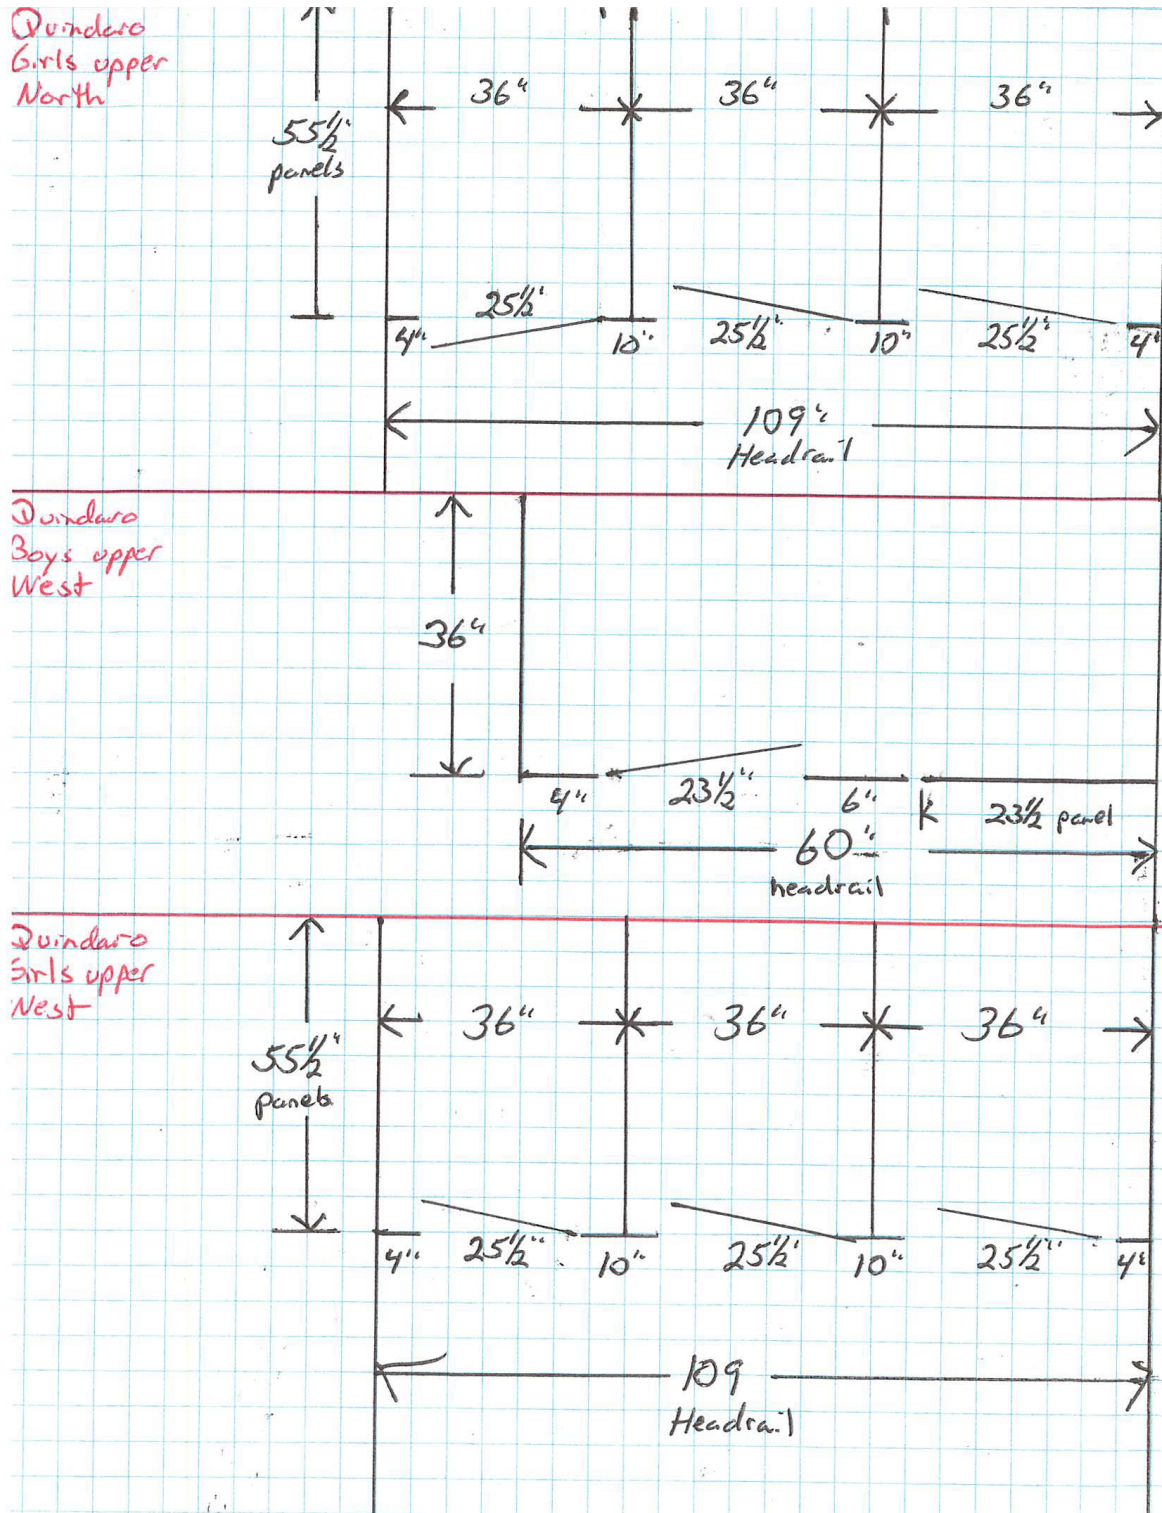 Quindaro
Girls upper
North
36" 36" 36"
55½"
panels
25½"
4" 10" 25½" 10" 25½" 4"
109"
Headrail
Quindaro
Boys upper
West
36"
4" 23½" 6" 23½ panel
60"
headrail
Quindaro
Girls upper
West
36" 36" 36"
55½"
panels
4" 25½" 10" 25½" 10" 25½" 4"
109
Headrail